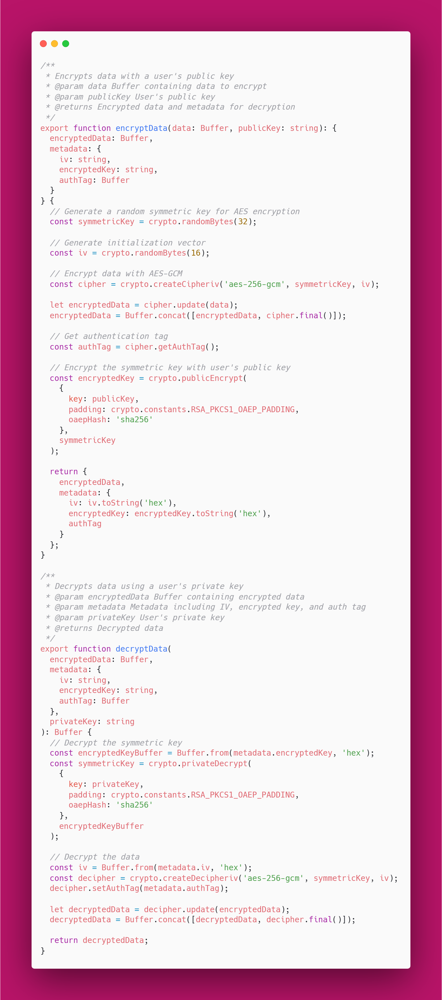 /**
 * Encrypts data with a user's public key
 * @param data Buffer containing data to encrypt
 * @param publicKey User's public key
 * @returns Encrypted data and metadata for decryption
 */
export function encryptData(data: Buffer, publicKey: string): {
  encryptedData: Buffer,
  metadata: {
    iv: string,
    encryptedKey: string,
    authTag: Buffer
  }
} {
  // Generate a random symmetric key for AES encryption
  const symmetricKey = crypto.randomBytes(32);

  // Generate initialization vector
  const iv = crypto.randomBytes(16);

  // Encrypt data with AES-GCM
  const cipher = crypto.createCipheriv('aes-256-gcm', symmetricKey, iv);

  let encryptedData = cipher.update(data);
  encryptedData = Buffer.concat([encryptedData, cipher.final()]);

  // Get authentication tag
  const authTag = cipher.getAuthTag();

  // Encrypt the symmetric key with user's public key
  const encryptedKey = crypto.publicEncrypt(
    {
      key: publicKey,
      padding: crypto.constants.RSA_PKCS1_OAEP_PADDING,
      oaepHash: 'sha256'
    },
    symmetricKey
  );

  return {
    encryptedData,
    metadata: {
      iv: iv.toString('hex'),
      encryptedKey: encryptedKey.toString('hex'),
      authTag
    }
  };
}

/**
 * Decrypts data using a user's private key
 * @param encryptedData Buffer containing encrypted data
 * @param metadata Metadata including IV, encrypted key, and auth tag
 * @param privateKey User's private key
 * @returns Decrypted data
 */
export function decryptData(
  encryptedData: Buffer,
  metadata: {
    iv: string,
    encryptedKey: string,
    authTag: Buffer
  },
  privateKey: string
): Buffer {
  // Decrypt the symmetric key
  const encryptedKeyBuffer = Buffer.from(metadata.encryptedKey, 'hex');
  const symmetricKey = crypto.privateDecrypt(
    {
      key: privateKey,
      padding: crypto.constants.RSA_PKCS1_OAEP_PADDING,
      oaepHash: 'sha256'
    },
    encryptedKeyBuffer
  );

  // Decrypt the data
  const iv = Buffer.from(metadata.iv, 'hex');
  const decipher = crypto.createDecipheriv('aes-256-gcm', symmetricKey, iv);
  decipher.setAuthTag(metadata.authTag);

  let decryptedData = decipher.update(encryptedData);
  decryptedData = Buffer.concat([decryptedData, decipher.final()]);

  return decryptedData;
}